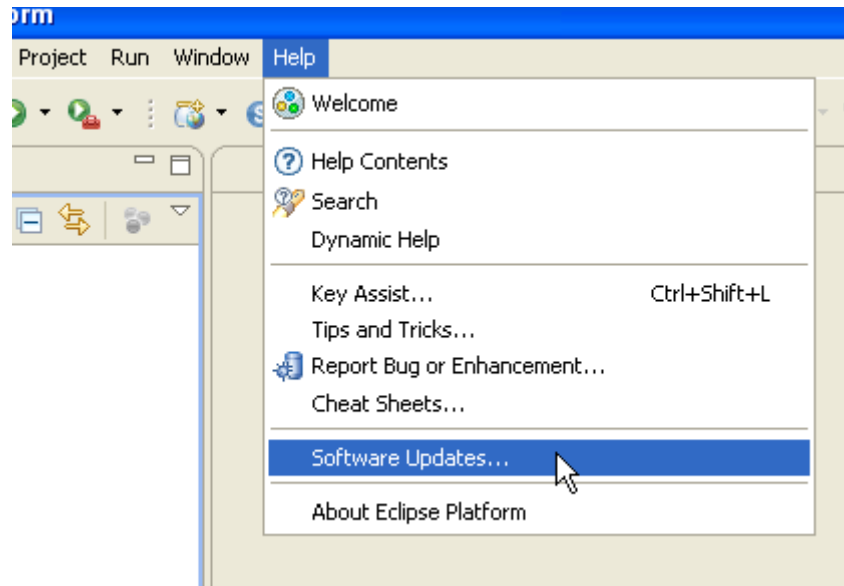 orm
Project Run Window Help
Welcome
Help Contents
Search
Dynamic Help
Key Assist... Ctrl+Shift+L
Tips and Tricks...
Report Bug or Enhancement...
Cheat Sheets...
Software Updates...
About Eclipse Platform